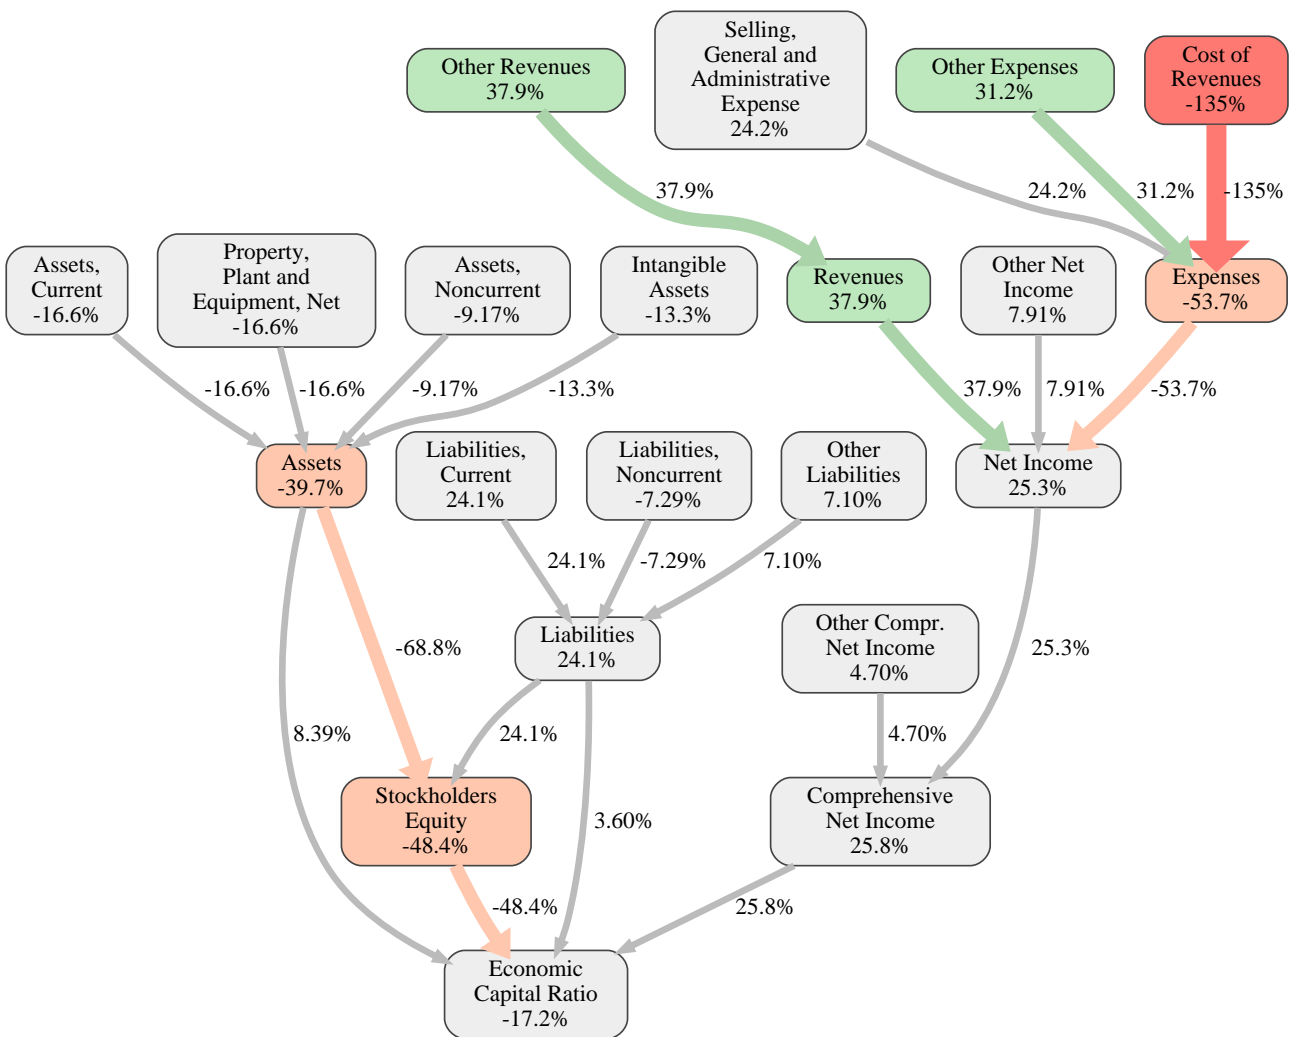 Other Revenues
37.9%
Selling,
General and
Administrative
Expense
24.2%
Other Expenses
31.2%
Cost of
Revenues
-135%
37.9%
24.2%
31.2%
-135%
Assets,
Current
-16.6%
Property,
Plant and
Equipment, Net
-16.6%
Assets,
Noncurrent
-9.17%
Intangible
Assets
-13.3%
Revenues
37.9%
Other Net
Income
7.91%
Expenses
-53.7%
-16.6%
-16.6%
-9.17%
-13.3%
37.9%
7.91%
-53.7%
Assets
-39.7%
Liabilities,
Current
24.1%
Liabilities,
Noncurrent
-7.29%
Other
Liabilities
7.10%
Net Income
25.3%
24.1%
-7.29%
7.10%
-68.8%
Liabilities
24.1%
Other Compr.
Net Income
4.70%
25.3%
8.39%
24.1%
4.70%
Stockholders
Equity
-48.4%
3.60%
Comprehensive
Net Income
25.8%
-48.4%
25.8%
Economic
Capital Ratio
-17.2%